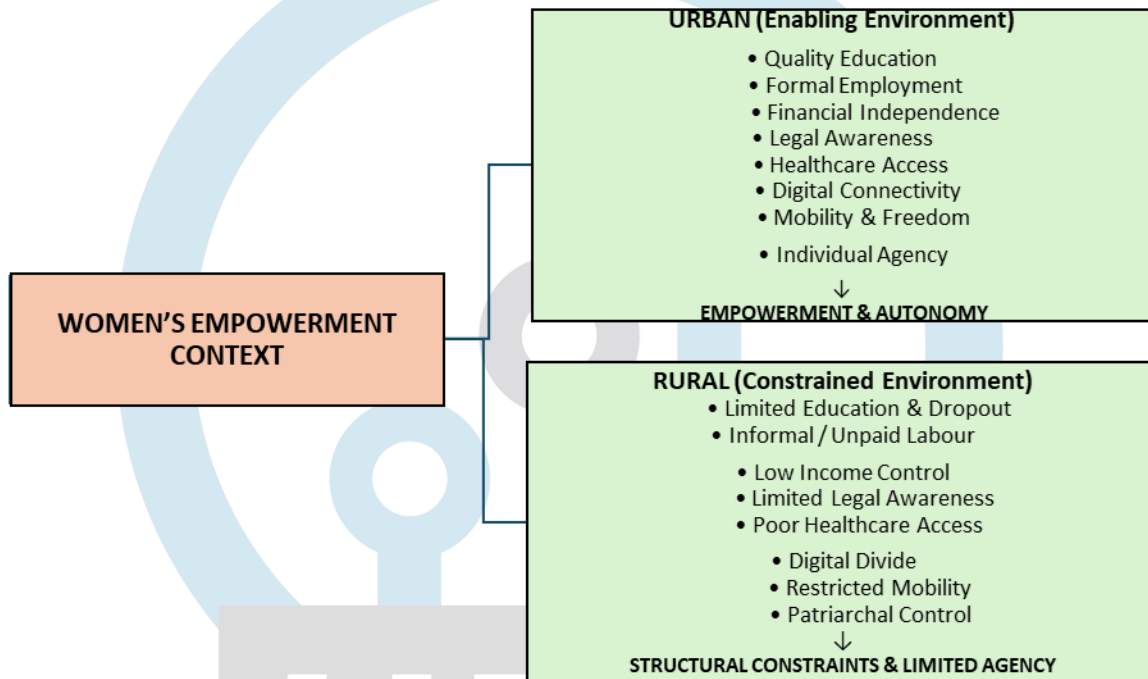 URBAN (Enabling Environment)
• Quality Education
• Formal Employment
• Financial Independence
• Legal Awareness
• Healthcare Access
• Digital Connectivity
• Mobility & Freedom
• Individual Agency
↓
EMPOWERMENT & AUTONOMY
WOMEN’S EMPOWERMENT
CONTEXT
RURAL (Constrained Environment)
• Limited Education & Dropout
• Informal / Unpaid Labour
• Low Income Control
• Limited Legal Awareness
• Poor Healthcare Access
• Digital Divide
• Restricted Mobility
• Patriarchal Control
↓
STRUCTURAL CONSTRAINTS & LIMITED AGENCY